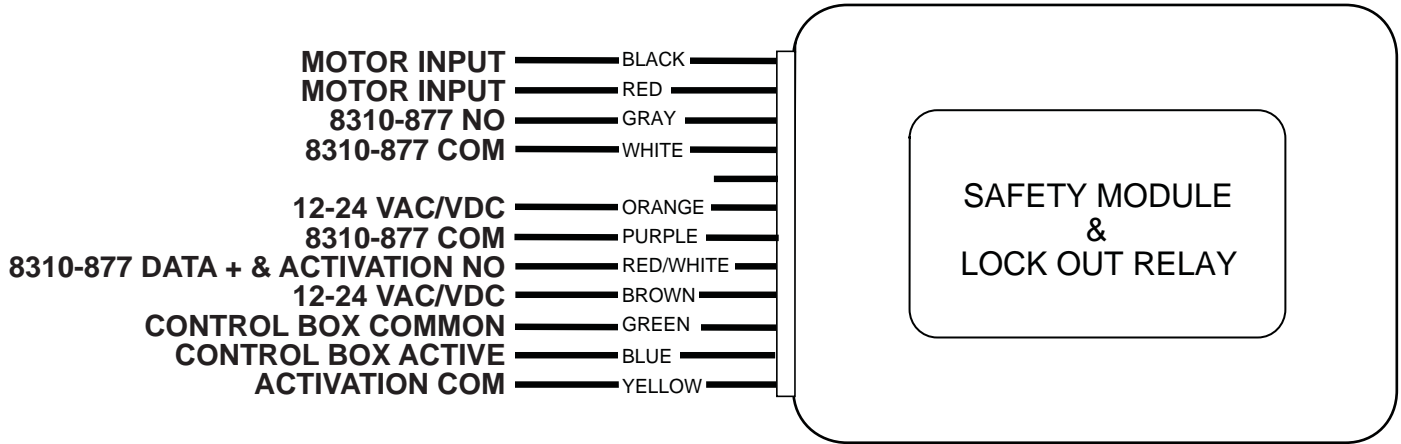 MOTOR INPUT BLACK
MOTOR INPUT RED
8310-877 NO GRAY
8310-877 COM WHITE
12-24 VAC/VDC ORANGE
8310-877 COM PURPLE
8310-877 DATA + & ACTIVATION NO RED/WHITE
12-24 VAC/VDC BROWN
CONTROL BOX COMMON GREEN
CONTROL BOX ACTIVE BLUE
ACTIVATION COM YELLOW
SAFETY MODULE
&
LOCK OUT RELAY